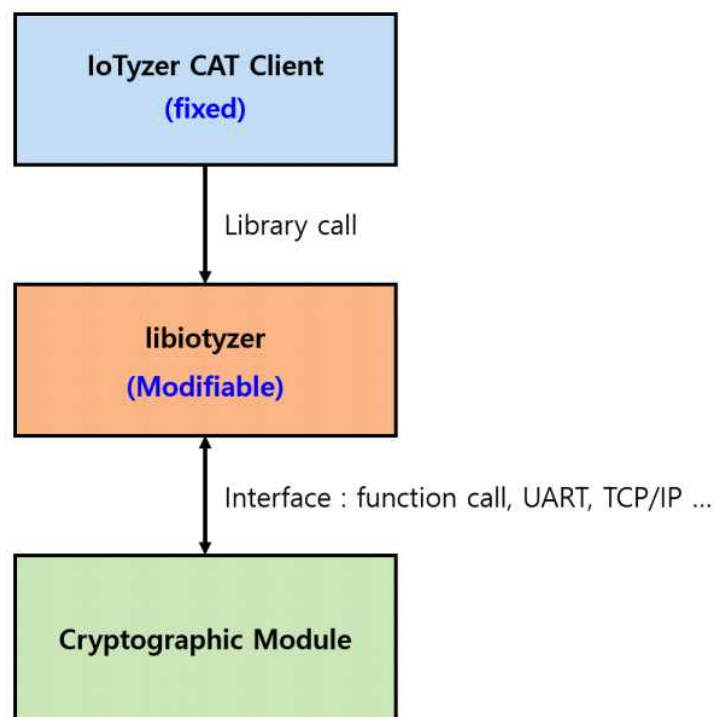 IoTyzer CAT Client
(fixed)
Library call
libiotyzer
(Modifiable)
Interface : function call, UART, TCP/IP ...
Cryptographic Module